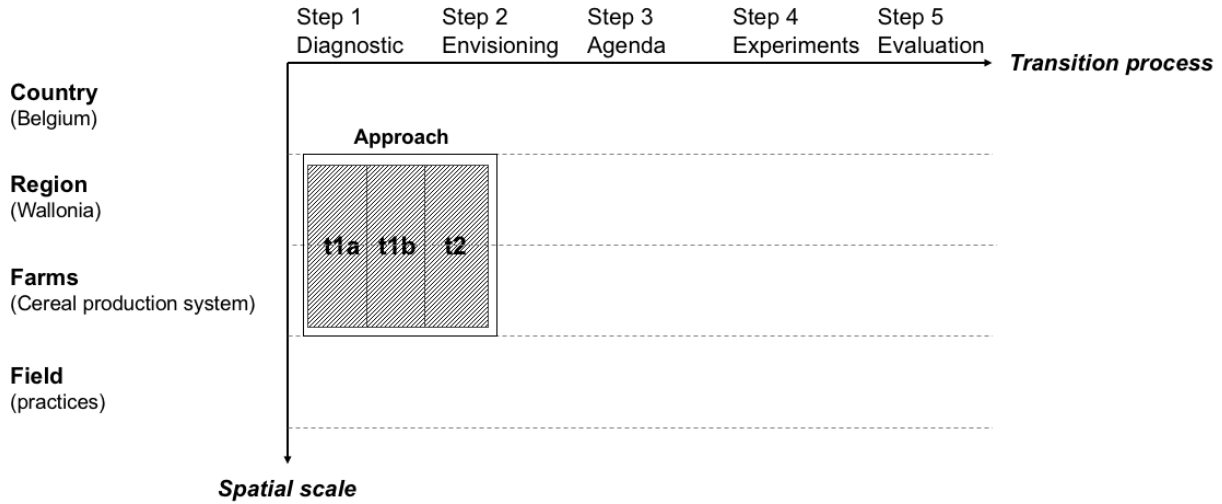 Step 1 Step 2 Step 3 Step 4 Step 5
Diagnostic Envisioning Agenda Experiments Evaluation
Transition process
Country
(Belgium)
Approach
Region
(Wallonia)
t1a t1b t2
Farms
(Cereal production system)
Field
(practices)
Spatial scale